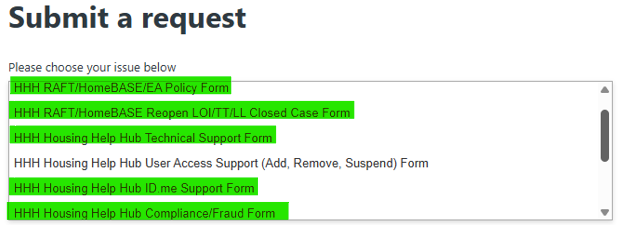 Submit a request
Please choose your issue below
HHH RAFT/HomeBASE/EA Policy Form
HHH RAFT/HomeBASE Reopen LOI/TT/LL Closed Case Form
HHH Housing Help Hub Technical Support Form
HHH Housing Help Hub User Access Support (Add, Remove, Suspend) Form
HHH Housing Help Hub ID.me Support Form
HHH Housing Help Hub Compliance/Fraud Form